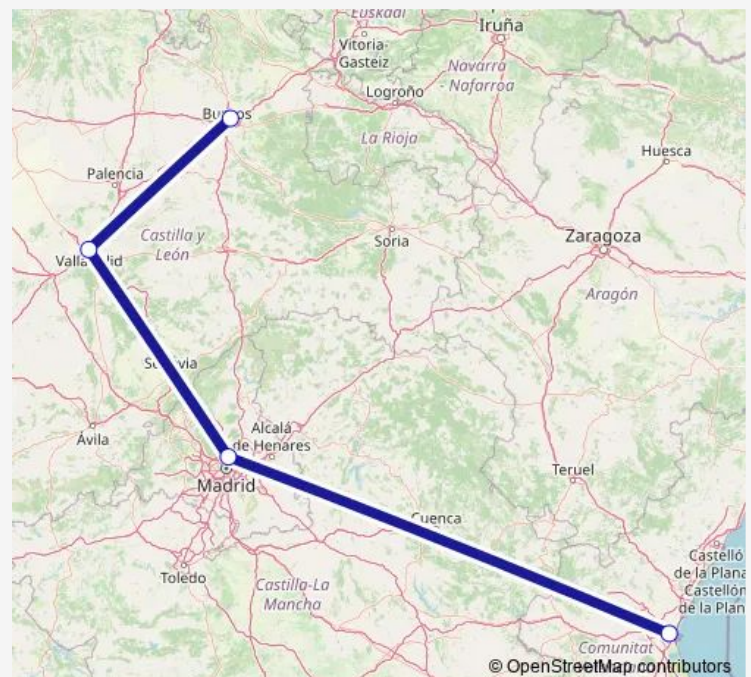 Euskadi
Iruña
Vitoria-
Gasteiz
Navarra
- Nafarroa
Logroño
La Rioja
Huesca
Palencia
Castilla y
León
Soria
Zaragoza
Aragón
Ávila
Alcalá
de Henares
Madrid
Teruel
Cuenca
Toledo
Castilla-La
Mancha
Castelló
de la Plana
Castellón
de la Plan
Comunitat
© OpenStreetMap contributors